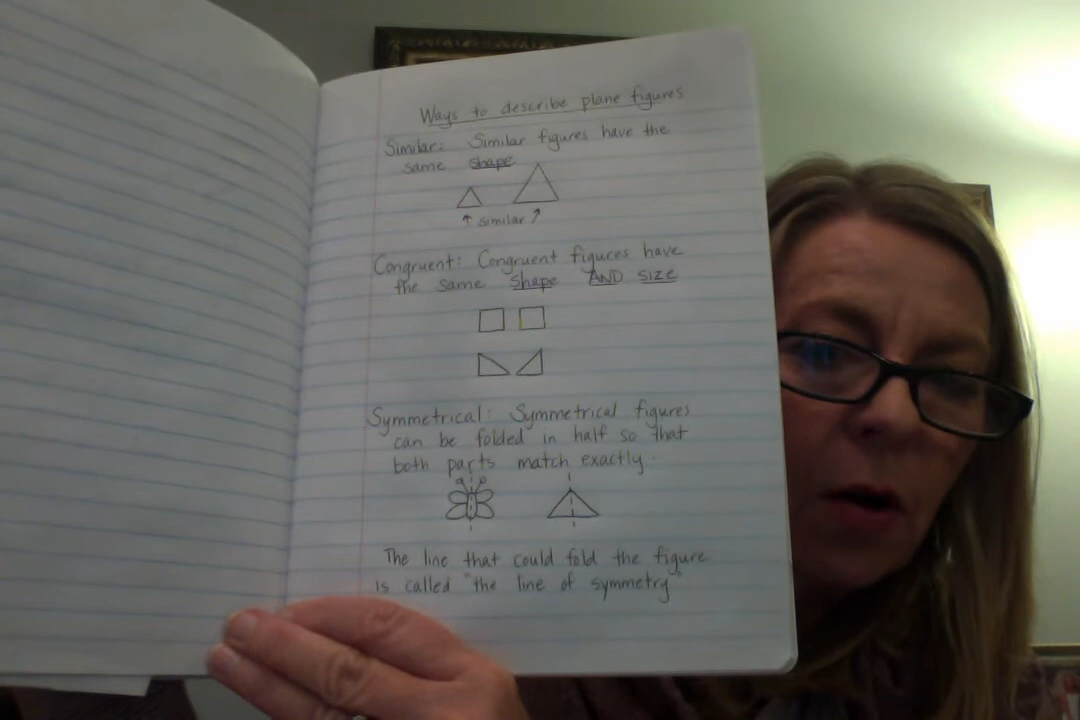 Ways to describe plane figures
Similar: Similar figures have the
same shape
↑ similar ↗
Congruent: Congruent figures have
the same shape AND size
Symmetrical: Symmetrical figures
can be folded in half so that
both parts match exactly.
The line that could fold the figure
is called "the line of symmetry"